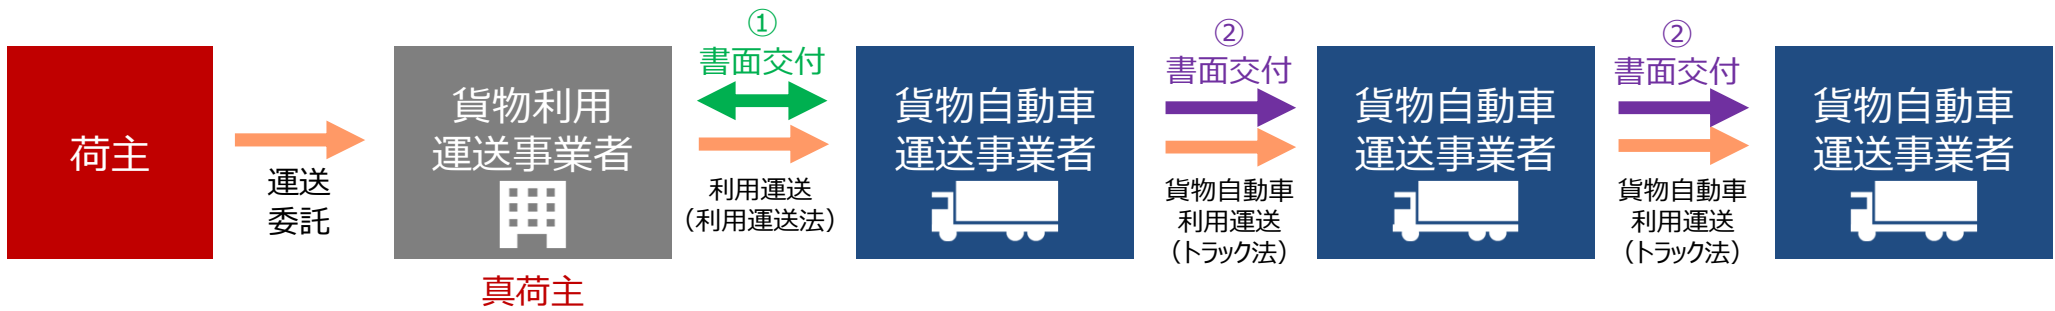 荷主
運送
委託
貨物利用
運送事業者
真荷主
①
書面交付
利用運送
（利用運送法）
貨物自動車
運送事業者
②
書面交付
貨物自動車
利用運送
（トラック法）
貨物自動車
運送事業者
②
書面交付
貨物自動車
利用運送
（トラック法）
貨物自動車
運送事業者